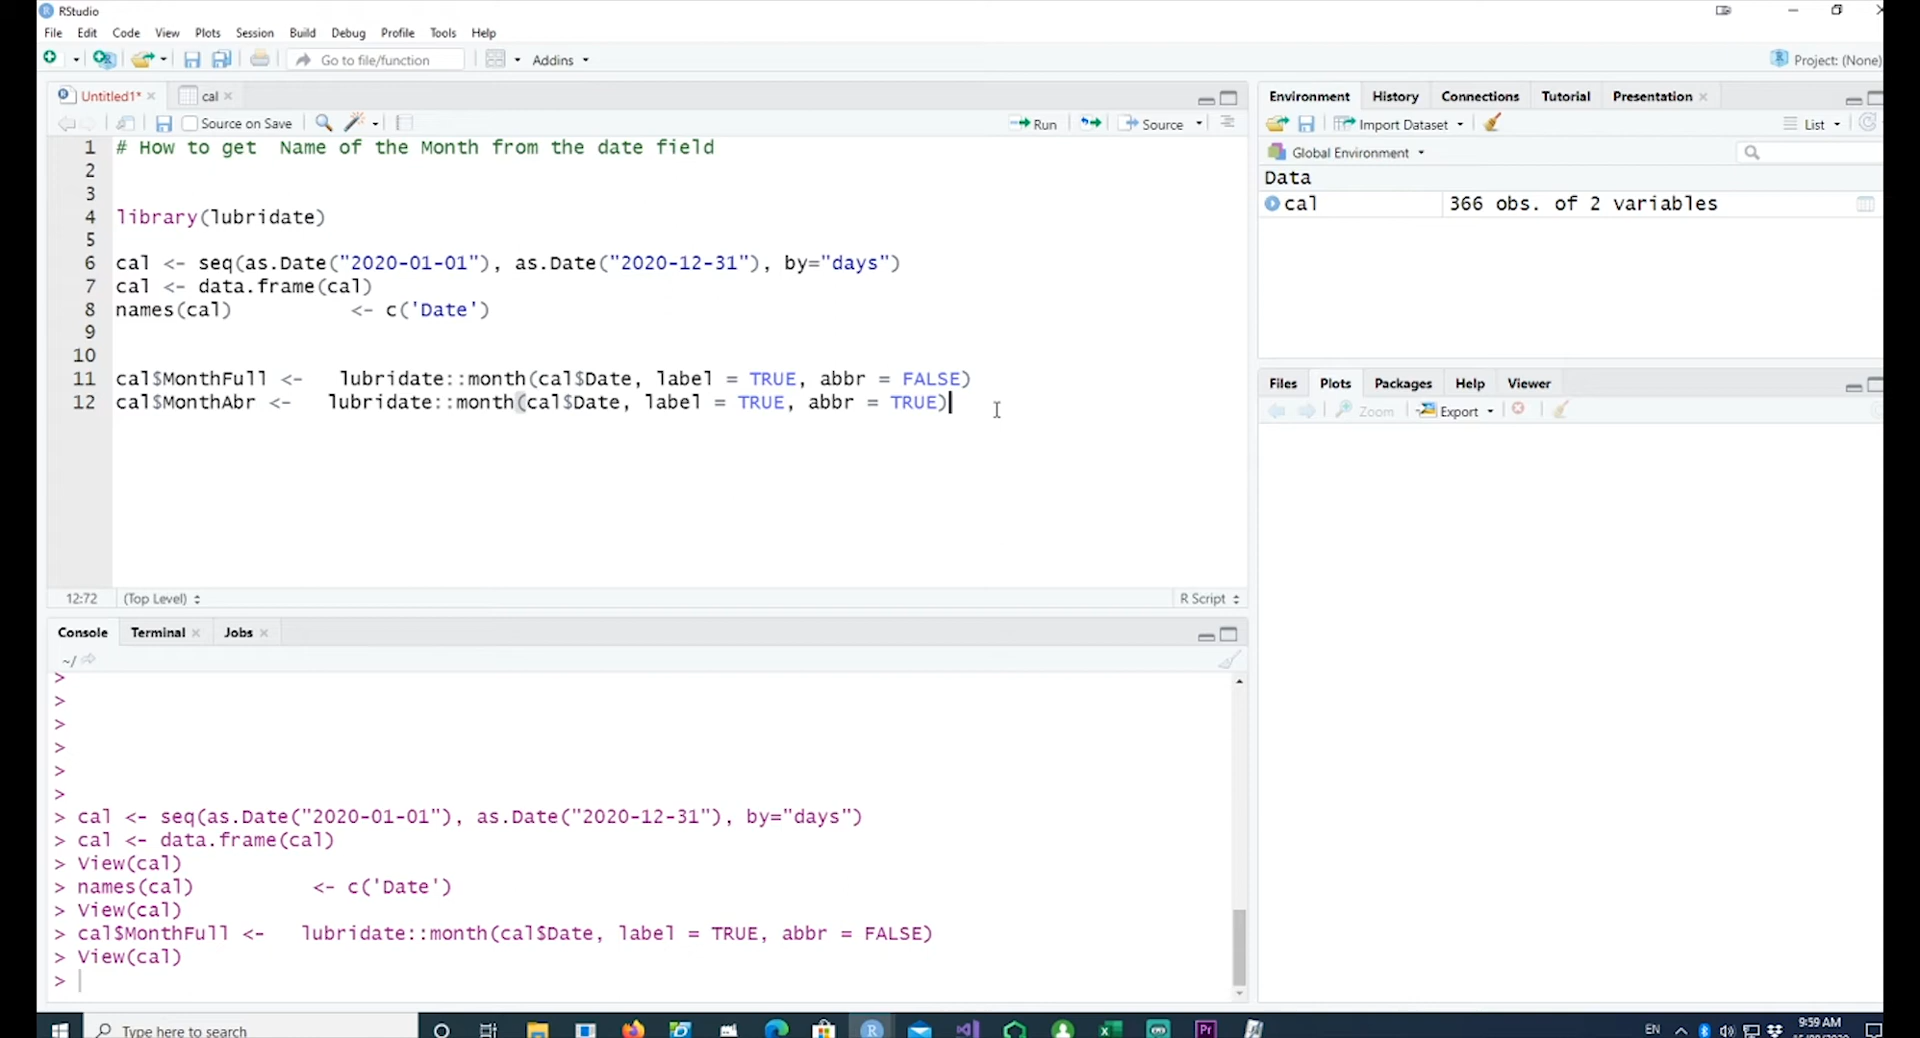 RStudio
File Edit Code View Plots Session Build Debug Profile Tools Help
Go to file/function Addins Project: (None)
Untitled1* cal
Source on Save Run Source
1 # How to get  Name of the Month from the date field
2
3
4 library(lubridate)
5
6 cal <- seq(as.Date("2020-01-01"), as.Date("2020-12-31"), by="days")
7 cal <- data.frame(cal)
8 names(cal)          <- c('Date')
9
10
11 cal$MonthFull <-   lubridate::month(cal$Date, label = TRUE, abbr = FALSE)
12 cal$MonthAbr <-   lubridate::month(cal$Date, label = TRUE, abbr = TRUE)
12:72 (Top Level) R Script
Console Terminal Jobs
~/
>
>
>
>
>
>
> cal <- seq(as.Date("2020-01-01"), as.Date("2020-12-31"), by="days")
> cal <- data.frame(cal)
> View(cal)
> names(cal)          <- c('Date')
> View(cal)
> cal$MonthFull <-   lubridate::month(cal$Date, label = TRUE, abbr = FALSE)
> View(cal)
>
Environment History Connections Tutorial Presentation
Import Dataset List
Global Environment
Data
cal 366 obs. of 2 variables
Files Plots Packages Help Viewer
Zoom Export
Type here to search
EN 9:59 AM